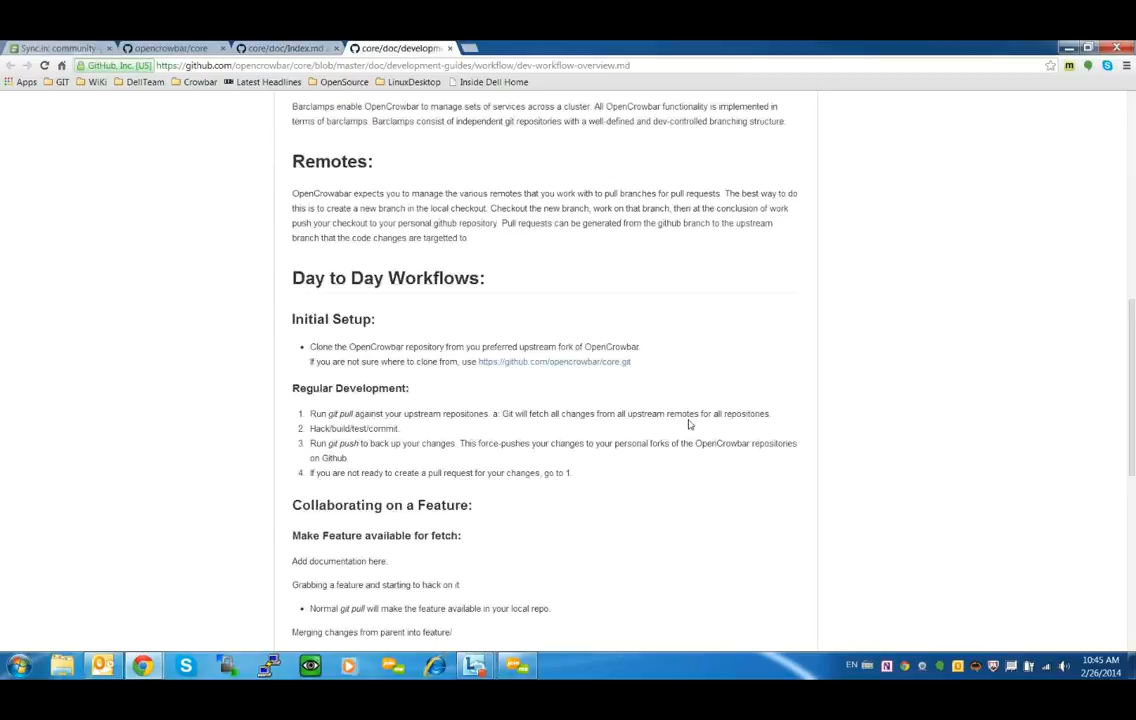 Sync.in: community
opencrowbar/core
core/doc/Index.md
core/doc/developm
GitHub, Inc. [US]
https://github.com/opencrowbar/core/blob/master/doc/development-guides/workflow/dev-workflow-overview.md
Apps GIT WiKi DellTeam Crowbar Latest Headlines OpenSource LinuxDesktop Inside Dell Home
Barclamps enable OpenCrowbar to manage sets of services across a cluster. All OpenCrowbar functionality is implemented in
terms of barclamps. Barclamps consist of independent git repositories with a well-defined and dev-controlled branching structure.
Remotes:
OpenCrowabar expects you to manage the various remotes that you work with to pull branches for pull requests. The best way to do
this is to create a new branch in the local checkout. Checkout the new branch, work on that branch, then at the conclusion of work
push your checkout to your personal github repository. Pull requests can be generated from the github branch to the upstream
branch that the code changes are targetted to.
Day to Day Workflows:
Initial Setup:
• Clone the OpenCrowbar repository from you preferred upstream fork of OpenCrowbar.
If you are not sure where to clone from, use https://github.com/opencrowbar/core.git
Regular Development:
1. Run git pull against your upstream repositories. a: Git will fetch all changes from all upstream remotes for all repositories.
2. Hack/build/test/commit.
3. Run git push to back up your changes. This force-pushes your changes to your personal forks of the OpenCrowbar repositories
on Github.
4. If you are not ready to create a pull request for your changes, go to 1.
Collaborating on a Feature:
Make Feature available for fetch:
Add documentation here.
Grabbing a feature and starting to hack on it
• Normal git pull will make the feature available in your local repo.
Merging changes from parent into feature/
EN
10:45 AM
2/26/2014